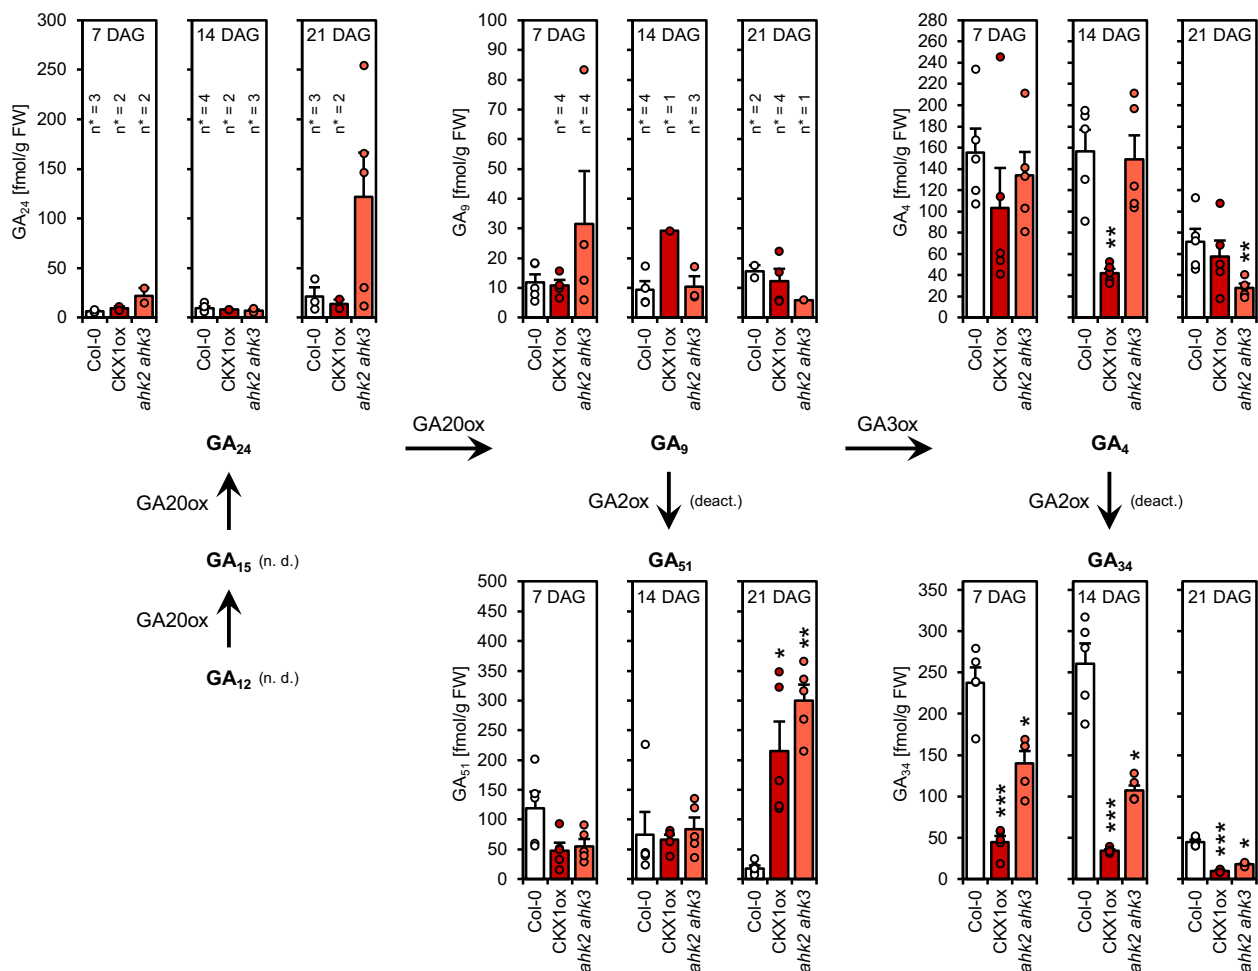 GA24 [fmol/g FW]
300
250
200
150
100
50
0
7 DAG
14 DAG
21 DAG
n* = 3
n* = 2
n* = 2
n* = 4
n* = 2
n* = 3
n* = 3
n* = 2
Col-0
CKX1ox
ahk2 ahk3
Col-0
CKX1ox
ahk2 ahk3
Col-0
CKX1ox
ahk2 ahk3
GA9 [fmol/g FW]
100
90
80
70
60
50
40
30
20
10
0
7 DAG
14 DAG
21 DAG
n* = 4
n* = 4
n* = 4
n* = 1
n* = 3
n* = 2
n* = 4
n* = 1
Col-0
CKX1ox
ahk2 ahk3
Col-0
CKX1ox
ahk2 ahk3
Col-0
CKX1ox
ahk2 ahk3
GA4 [fmol/g FW]
280
260
240
220
200
180
160
140
120
100
80
60
40
20
0
7 DAG
14 DAG
21 DAG
**
**
Col-0
CKX1ox
ahk2 ahk3
Col-0
CKX1ox
ahk2 ahk3
Col-0
CKX1ox
ahk2 ahk3
GA24
GA20ox
GA9
GA3ox
GA4
GA20ox
GA2ox
(deact.)
GA2ox
(deact.)
GA15 (n. d.)
GA51
GA34
GA20ox
GA12 (n. d.)
GA51 [fmol/g FW]
500
450
400
350
300
250
200
150
100
50
0
7 DAG
14 DAG
21 DAG
*
**
Col-0
CKX1ox
ahk2 ahk3
Col-0
CKX1ox
ahk2 ahk3
Col-0
CKX1ox
ahk2 ahk3
GA34 [fmol/g FW]
350
300
250
200
150
100
50
0
7 DAG
14 DAG
21 DAG
***
*
***
*
***
*
Col-0
CKX1ox
ahk2 ahk3
Col-0
CKX1ox
ahk2 ahk3
Col-0
CKX1ox
ahk2 ahk3